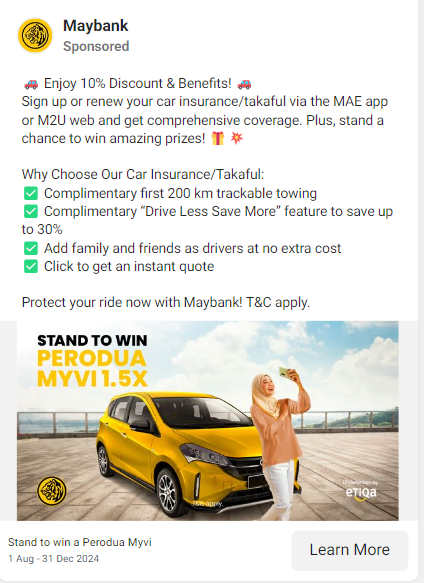 Maybank
Sponsored
🚗 Enjoy 10% Discount & Benefits! 🚗
Sign up or renew your car insurance/takaful via the MAE app
or M2U web and get comprehensive coverage. Plus, stand a
chance to win amazing prizes! 🎁 💥
Why Choose Our Car Insurance/Takaful:
✅ Complimentary first 200 km trackable towing
✅ Complimentary “Drive Less Save More” feature to save up
to 30%
✅ Add family and friends as drivers at no extra cost
✅ Click to get an instant quote
Protect your ride now with Maybank! T&C apply.
STAND TO WIN
PERODUA
MYVI 1.5X
T&C apply.
Underwritten by
etiqa
Stand to win a Perodua Myvi
1 Aug - 31 Dec 2024
Learn More